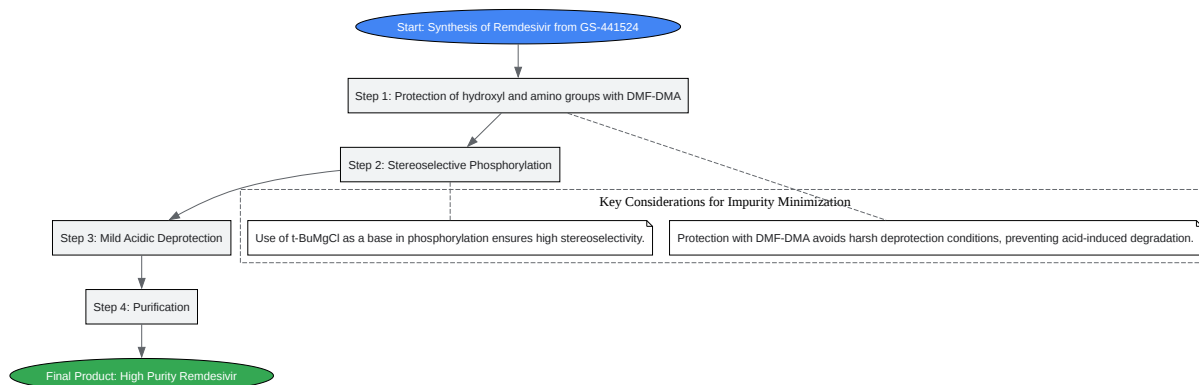 Start: Synthesis of Remdesivir from GS-441524
Step 1: Protection of hydroxyl and amino groups with DMF-DMA
Step 2: Stereoselective Phosphorylation
Key Considerations for Impurity Minimization
Step 3: Mild Acidic Deprotection
Use of t-BuMgCl as a base in phosphorylation ensures high stereoselectivity.
Protection with DMF-DMA avoids harsh deprotection conditions, preventing acid-induced degradation.
Step 4: Purification
Final Product: High Purity Remdesivir